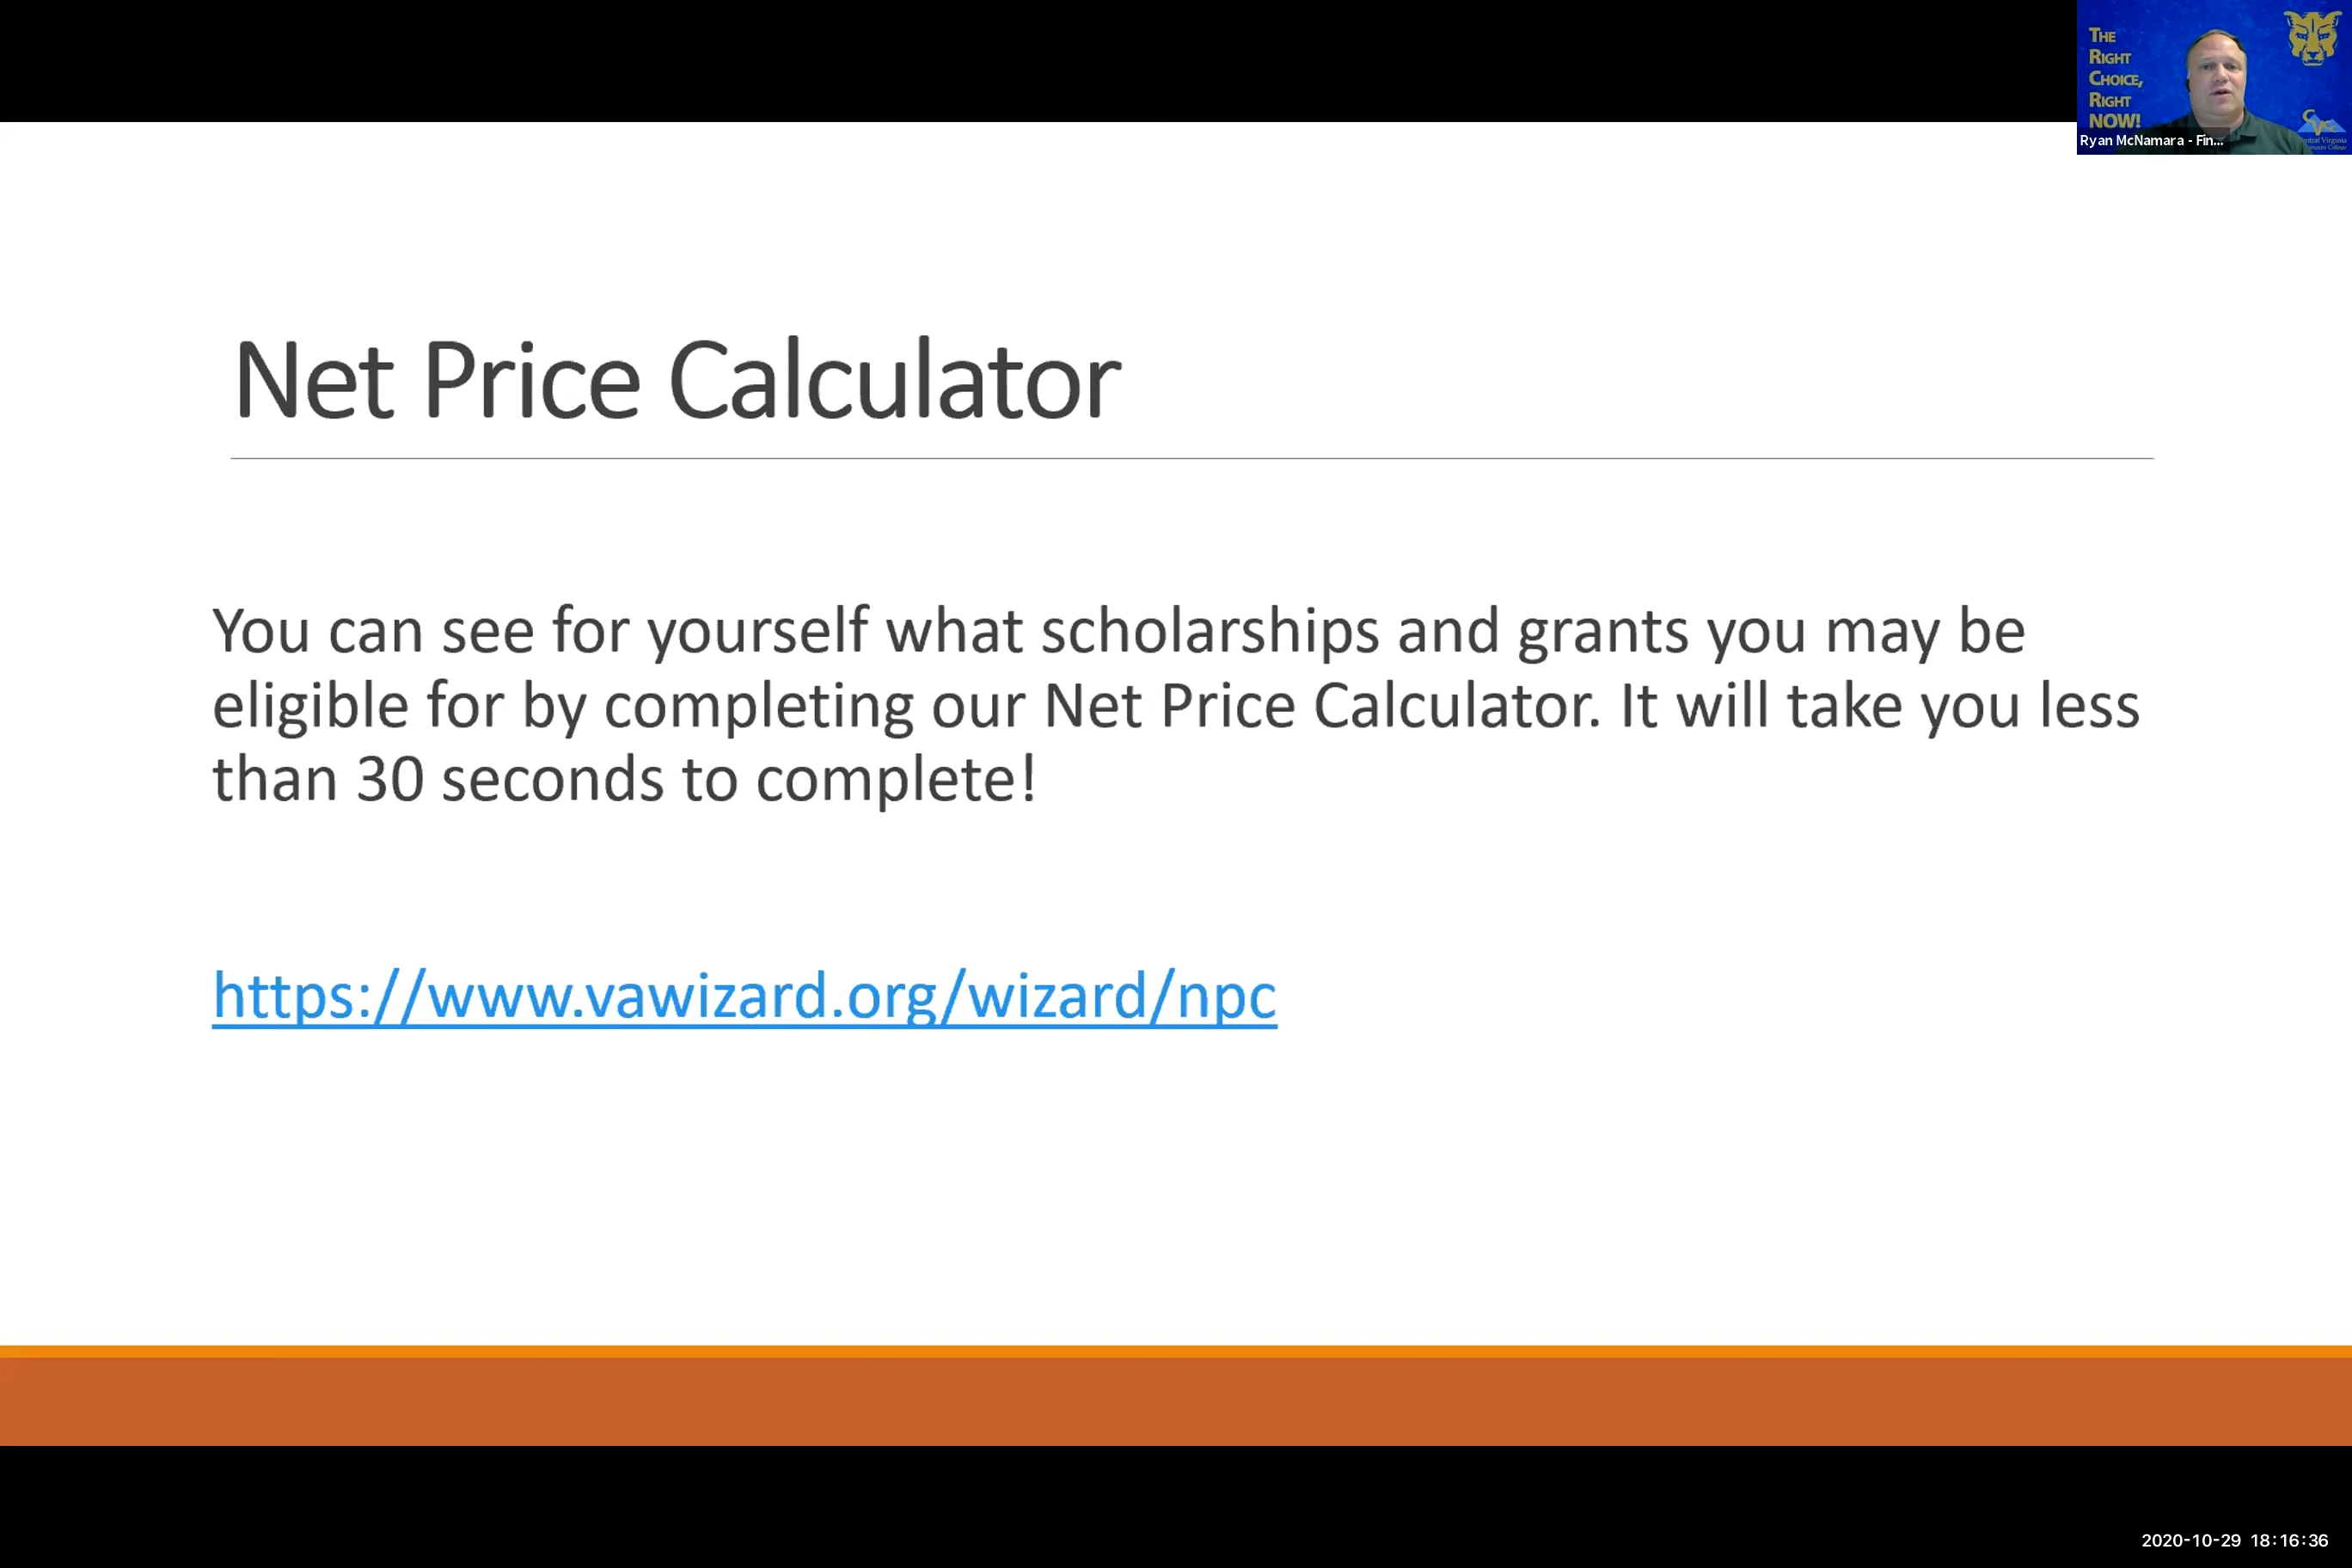 THE
RIGHT
CHOICE,
RIGHT
NOW!
Ryan McNamara - Fin...
Net Price Calculator
You can see for yourself what scholarships and grants you may be
eligible for by completing our Net Price Calculator. It will take you less
than 30 seconds to complete!
https://www.vawizard.org/wizard/npc
2020-10-29 18:16:36